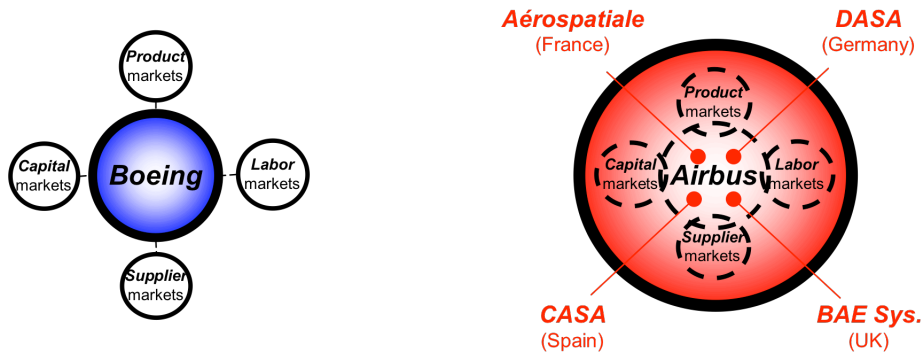 Product
markets
Capital
markets
Boeing
Labor
markets
Supplier
markets
Aérospatiale
(France)
DASA
(Germany)
Product
markets
Capital
markets
Airbus
Labor
markets
Supplier
markets
CASA
(Spain)
BAE Sys.
(UK)